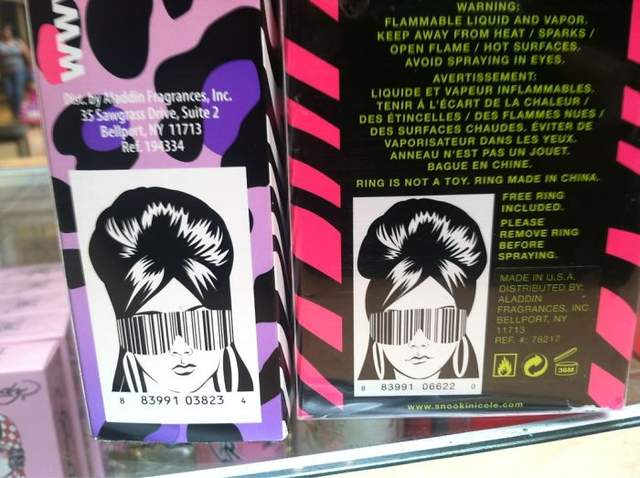 WW
Dist. by Aladdin Fragrances, Inc.
35 Sawgrass Drive, Suite 2
Bellport, NY 11713
Ref. 194334
8 83991 03823 4
WARNING:
FLAMMABLE LIQUID AND VAPOR.
KEEP AWAY FROM HEAT / SPARKS /
OPEN FLAME / HOT SURFACES.
AVOID SPRAYING IN EYES.
AVERTISSEMENT:
LIQUIDE ET VAPEUR INFLAMMABLES.
TENIR À L'ÉCART DE LA CHALEUR /
DES ÉTINCELLES / DES FLAMMES NUES /
DES SURFACES CHAUDES. ÉVITER DE
VAPORISATEUR DANS LES YEUX.
ANNEAU N'EST PAS UN JOUET.
BAGUE EN CHINE.
RING IS NOT A TOY. RING MADE IN CHINA.
FREE RING
INCLUDED.
PLEASE
REMOVE RING
BEFORE
SPRAYING.
MADE IN U.S.A.
DISTRIBUTED BY:
ALADDIN
FRAGRANCES, INC.
BELLPORT, NY
11713
REF. #: 78217
36M
8 83991 06622 0
www.snookinicole.com